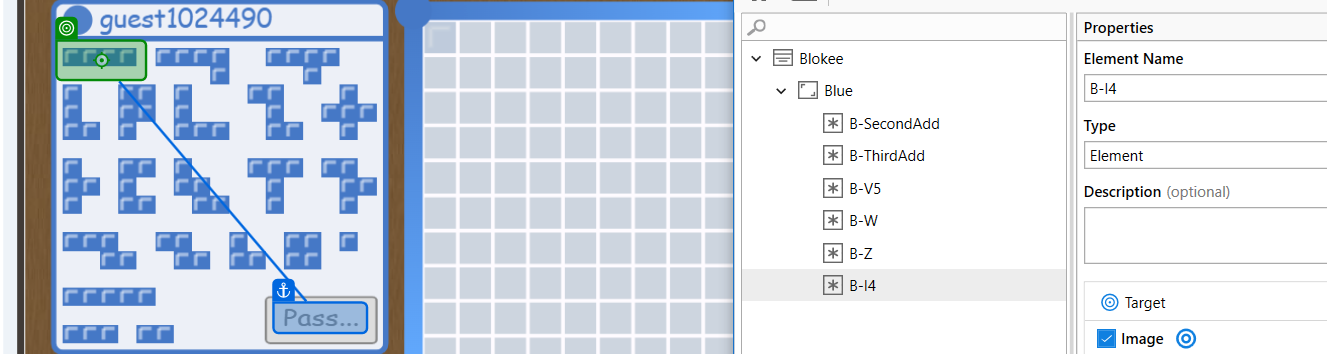 guest1024490
Pass...
Blokee
Blue
B-SecondAdd
B-ThirdAdd
B-V5
B-W
B-Z
B-I4
Properties
Element Name
B-I4
Type
Element
Description (optional)
Target
Image